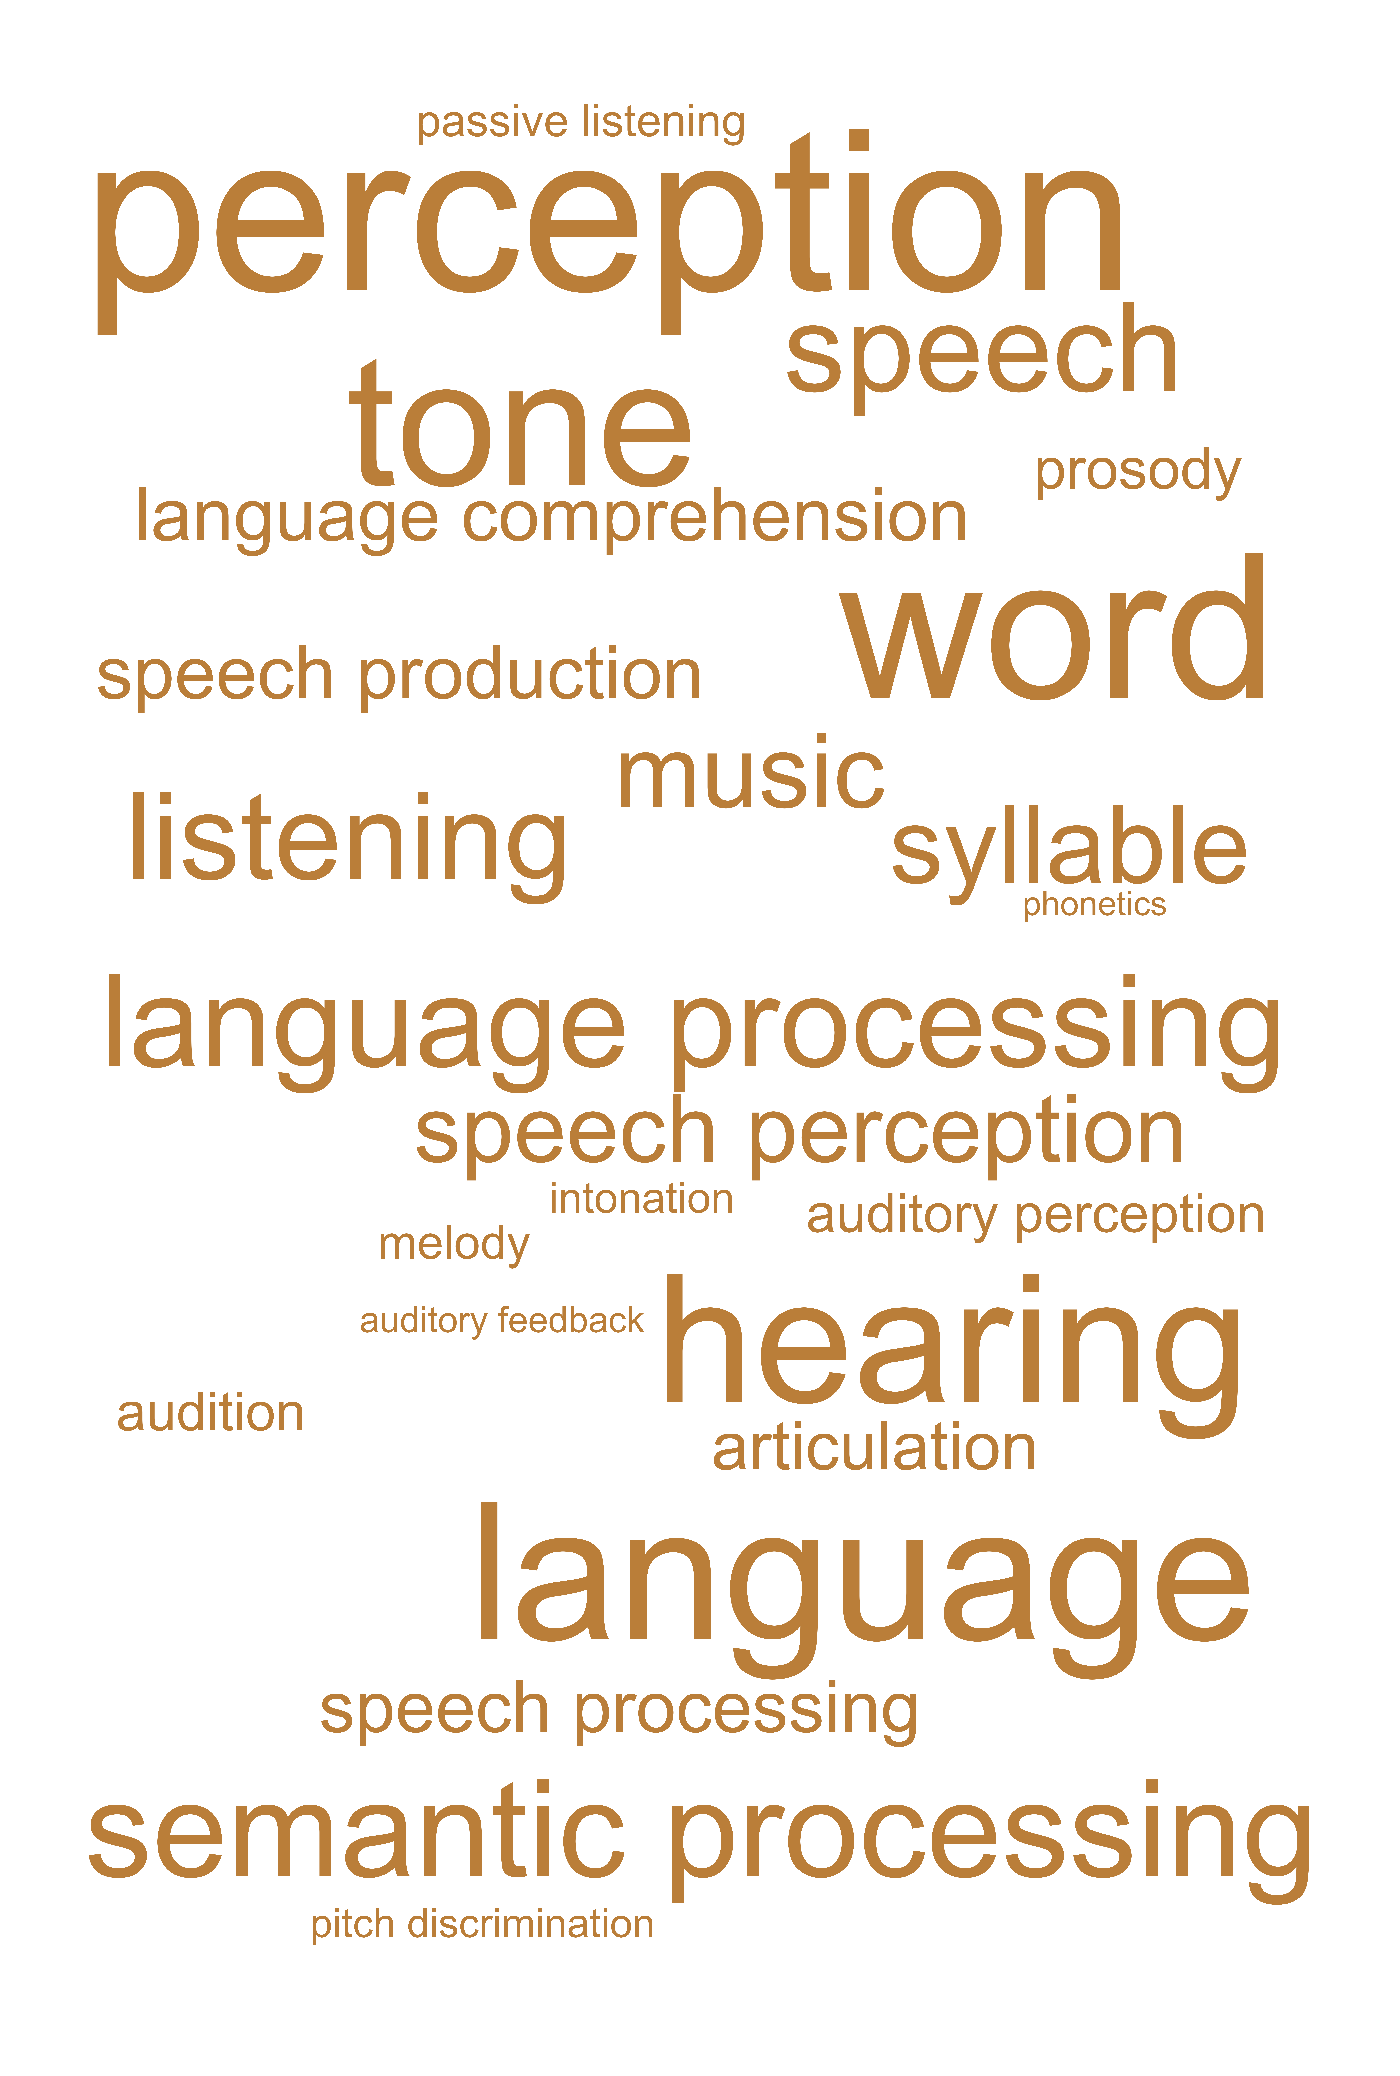 passive listening
perception
speech
tone
prosody
language comprehension
word
speech production
music
listening
syllable
phonetics
language processing
speech perception
intonation
auditory perception
melody
hearing
auditory feedback
audition
articulation
language
speech processing
semantic processing
pitch discrimination